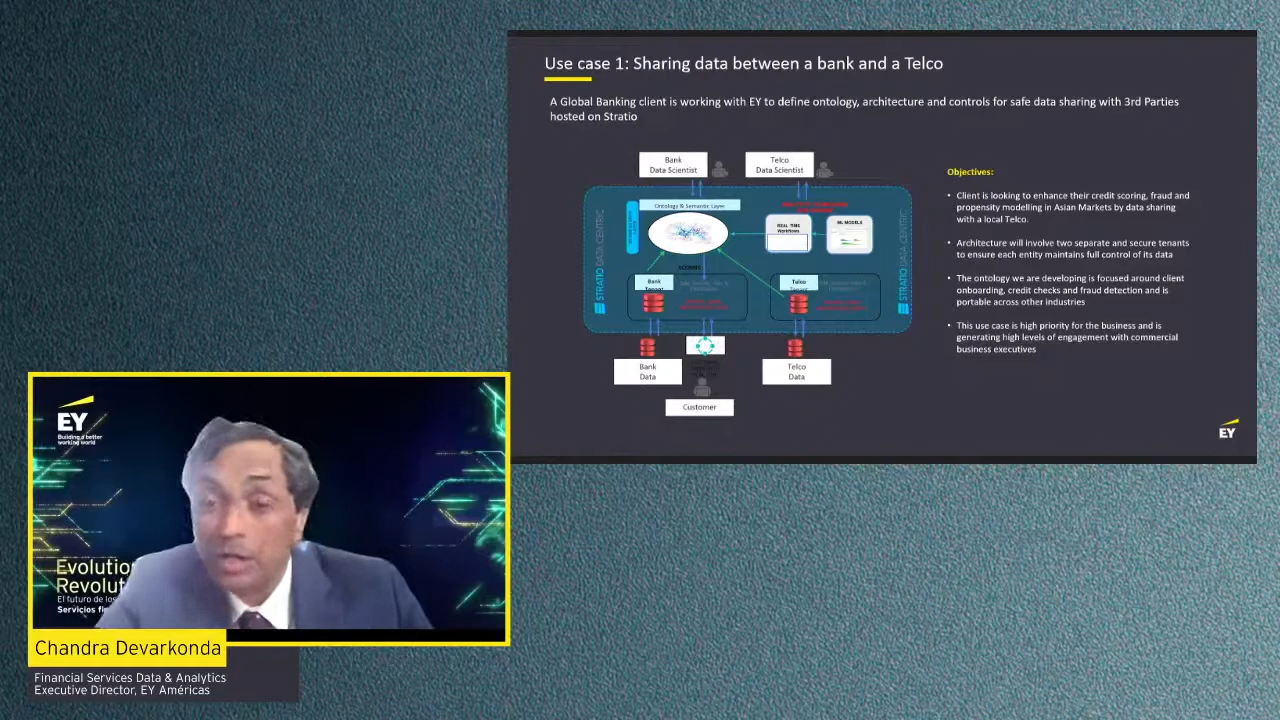 Use case 1: Sharing data between a bank and a Telco
A Global Banking client is working with EY to define ontology, architecture and controls for safe data sharing with 3rd Parties
hosted on Stratio
Bank
Data Scientist
Telco
Data Scientist
Ontology & Semantic Layer
REAL TIME
Workflows
ML MODELS
STRATIO DATA CENTRIC
STRATIO DATA CENTRIC
Bank
Tenant
Telco
Bank
Data
Telco
Data
Customer
Objectives:
• Client is looking to enhance their credit scoring, fraud and
propensity modelling in Asian Markets by data sharing
with a local Telco.
• Architecture will involve two separate and secure tenants
to ensure each entity maintains full control of its data
• The ontology we are developing is focused around client
onboarding, credit checks and fraud detection and is
portable across other industries
• This use case is high priority for the business and is
generating high levels of engagement with commercial
business executives
EY
EY
Building a better
working world
Evolution
Revolut
El futuro de los
Servicios fi
Chandra Devarkonda
Financial Services Data & Analytics
Executive Director, EY Américas